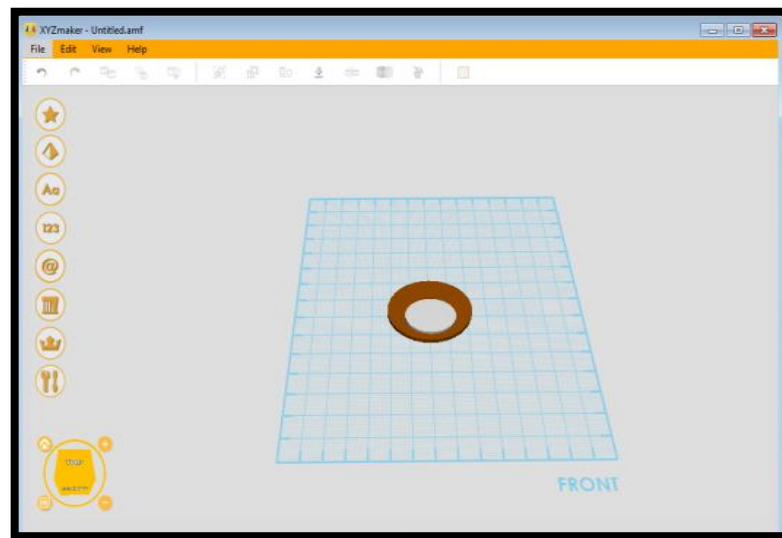 XYZmaker - Untitled.amf
File Edit View Help
Aa
123
@
FRONT